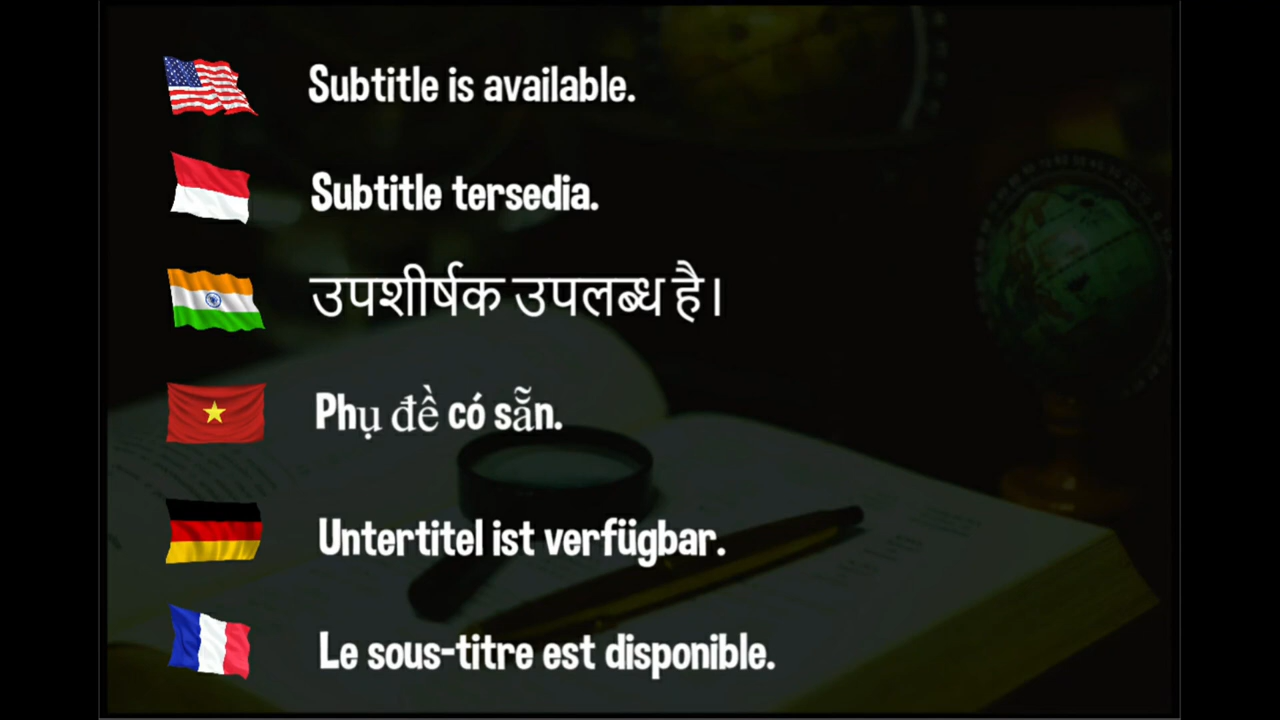 Subtitle is available.
Subtitle tersedia.
उपशीर्षक उपलब्ध है।
Phụ đề có sẵn.
Untertitel ist verfügbar.
Le sous-titre est disponible.